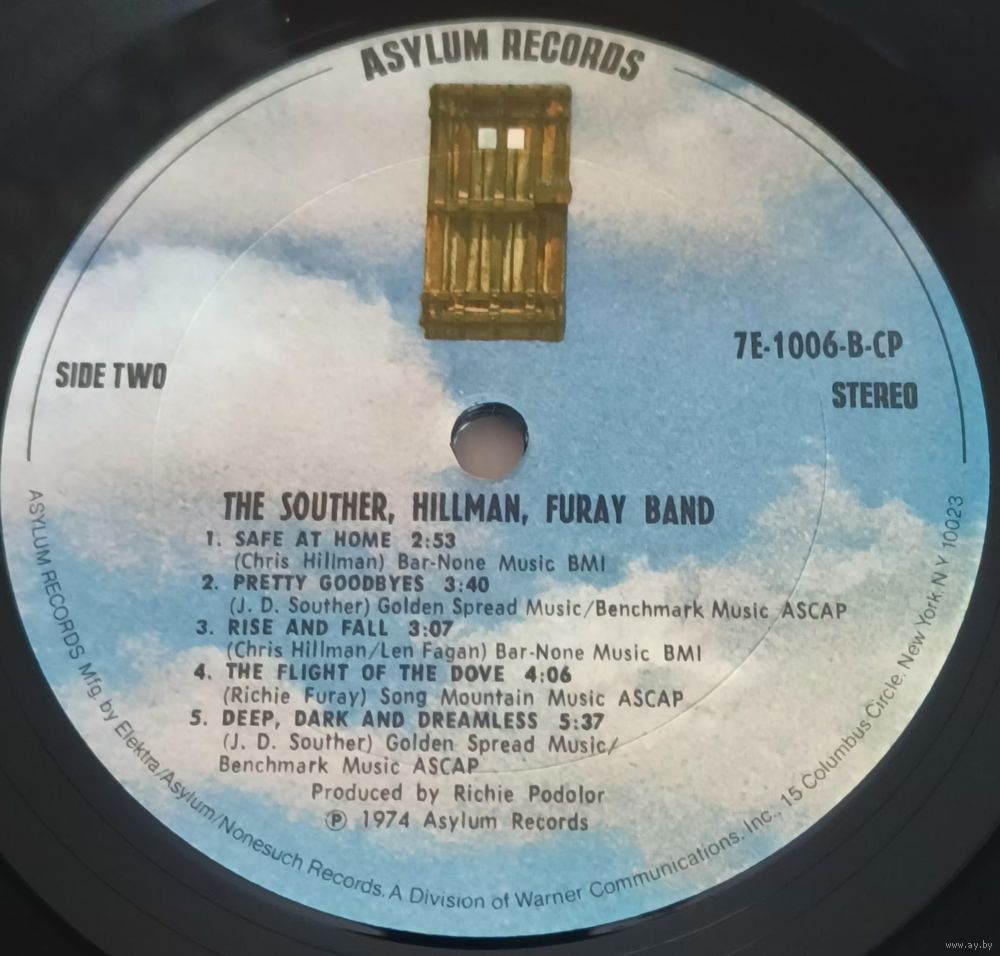 ASYLUM RECORDS
7E-1006-B-CP
SIDE TWO
STEREO
THE SOUTHER, HILLMAN, FURAY BAND
1. SAFE AT HOME 2:53
(Chris Hillman) Bar-None Music BMI
2. PRETTY GOODBYES 3:40
(J. D. Souther) Golden Spread Music/Benchmark Music ASCAP
3. RISE AND FALL 3:07
(Chris Hillman/Len Fagan) Bar-None Music BMI
4. THE FLIGHT OF THE DOVE 4:06
(Richie Furay) Song Mountain Music ASCAP
5. DEEP, DARK AND DREAMLESS 5:37
(J. D. Souther) Golden Spread Music/
Benchmark Music ASCAP
Produced by Richie Podolor
Ⓟ 1974 Asylum Records
ASYLUM RECORDS Mfg. by Elektra/Asylum/Nonesuch Records. A Division of Warner Communications. Inc., 15 Columbus Circle. New York N.Y 10023
www.ay.by